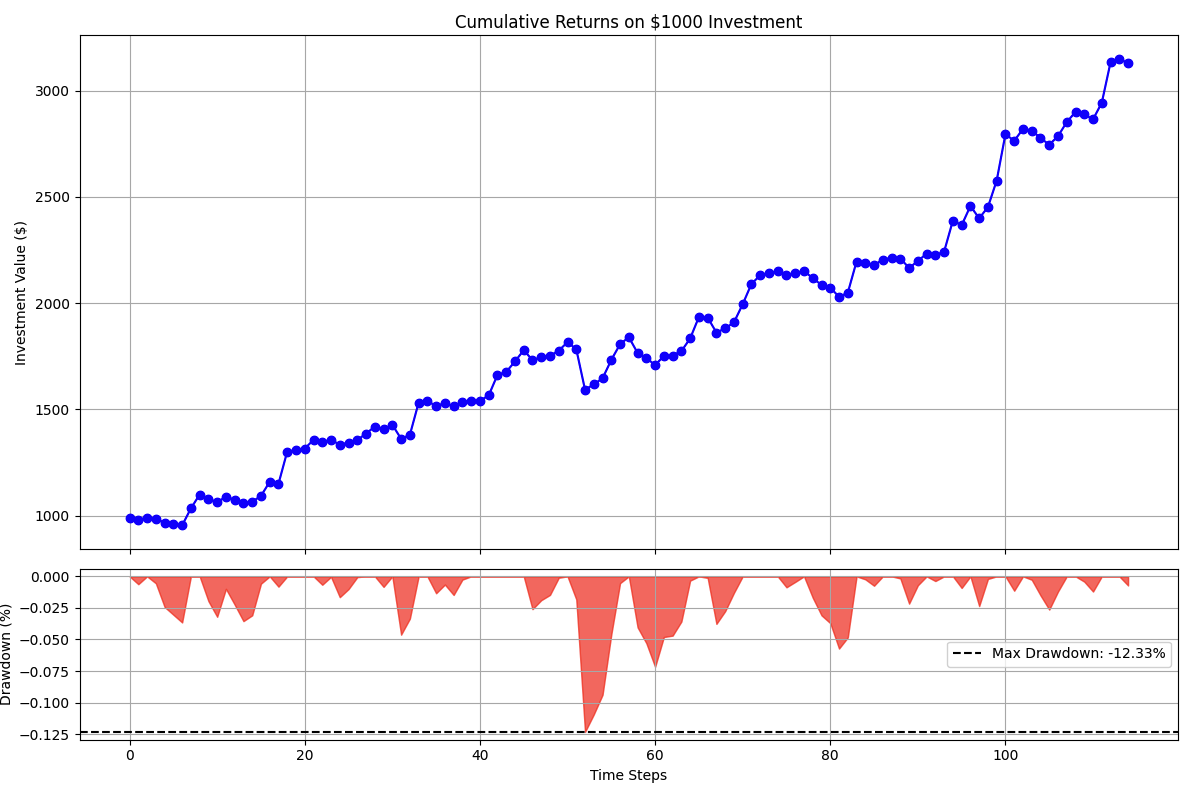 Cumulative Returns on $1000 Investment
Investment Value ($)
3000
2500
2000
1500
1000
Drawdown (%)
0.000
−0.025
−0.050
−0.075
−0.100
−0.125
Max Drawdown: -12.33%
0 20 40 60 80 100
Time Steps